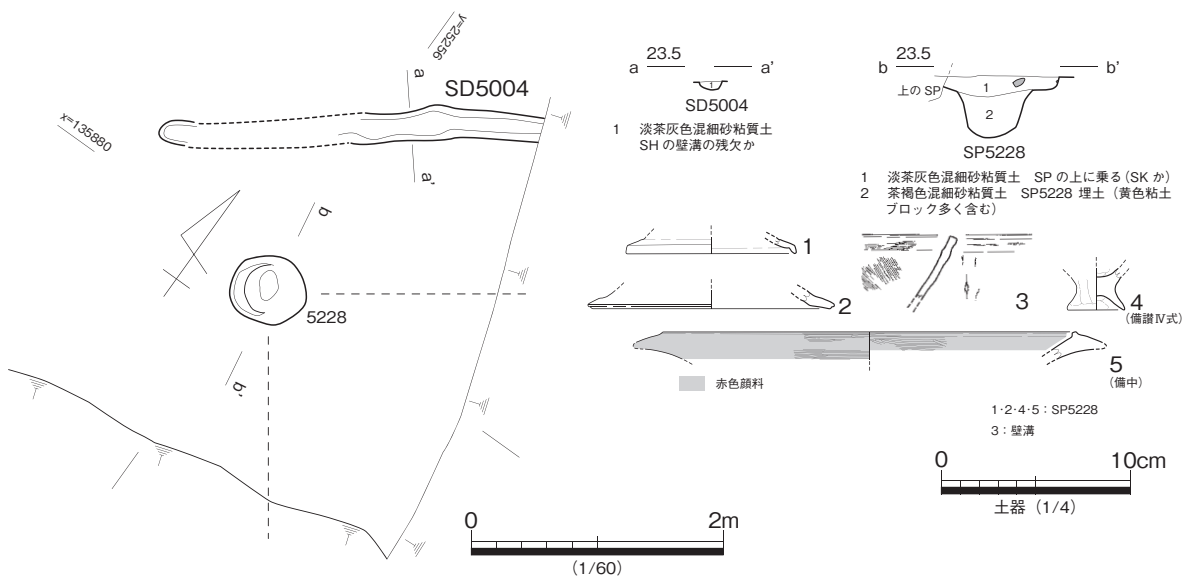 y=25256
x=135880
a
SD5004
a'
b
5228
b'
23.5
a a'
1
SD5004
1 淡茶灰色混細砂粘質土
SH の壁溝の残欠か
23.5
b b'
上の SP
1
2
SP5228
1 淡茶灰色混細砂粘質土 SP の上に乗る（SK か）
2 茶褐色混細砂粘質土 SP5228 埋土（黄色粘土
ブロック多く含む）
1
2
3
4
（備讃Ⅳ式）
5
（備中）
赤色顔料
1・2・4・5：SP5228
3：壁溝
0 10cm
土器（1/4）
0 2m
（1/60）